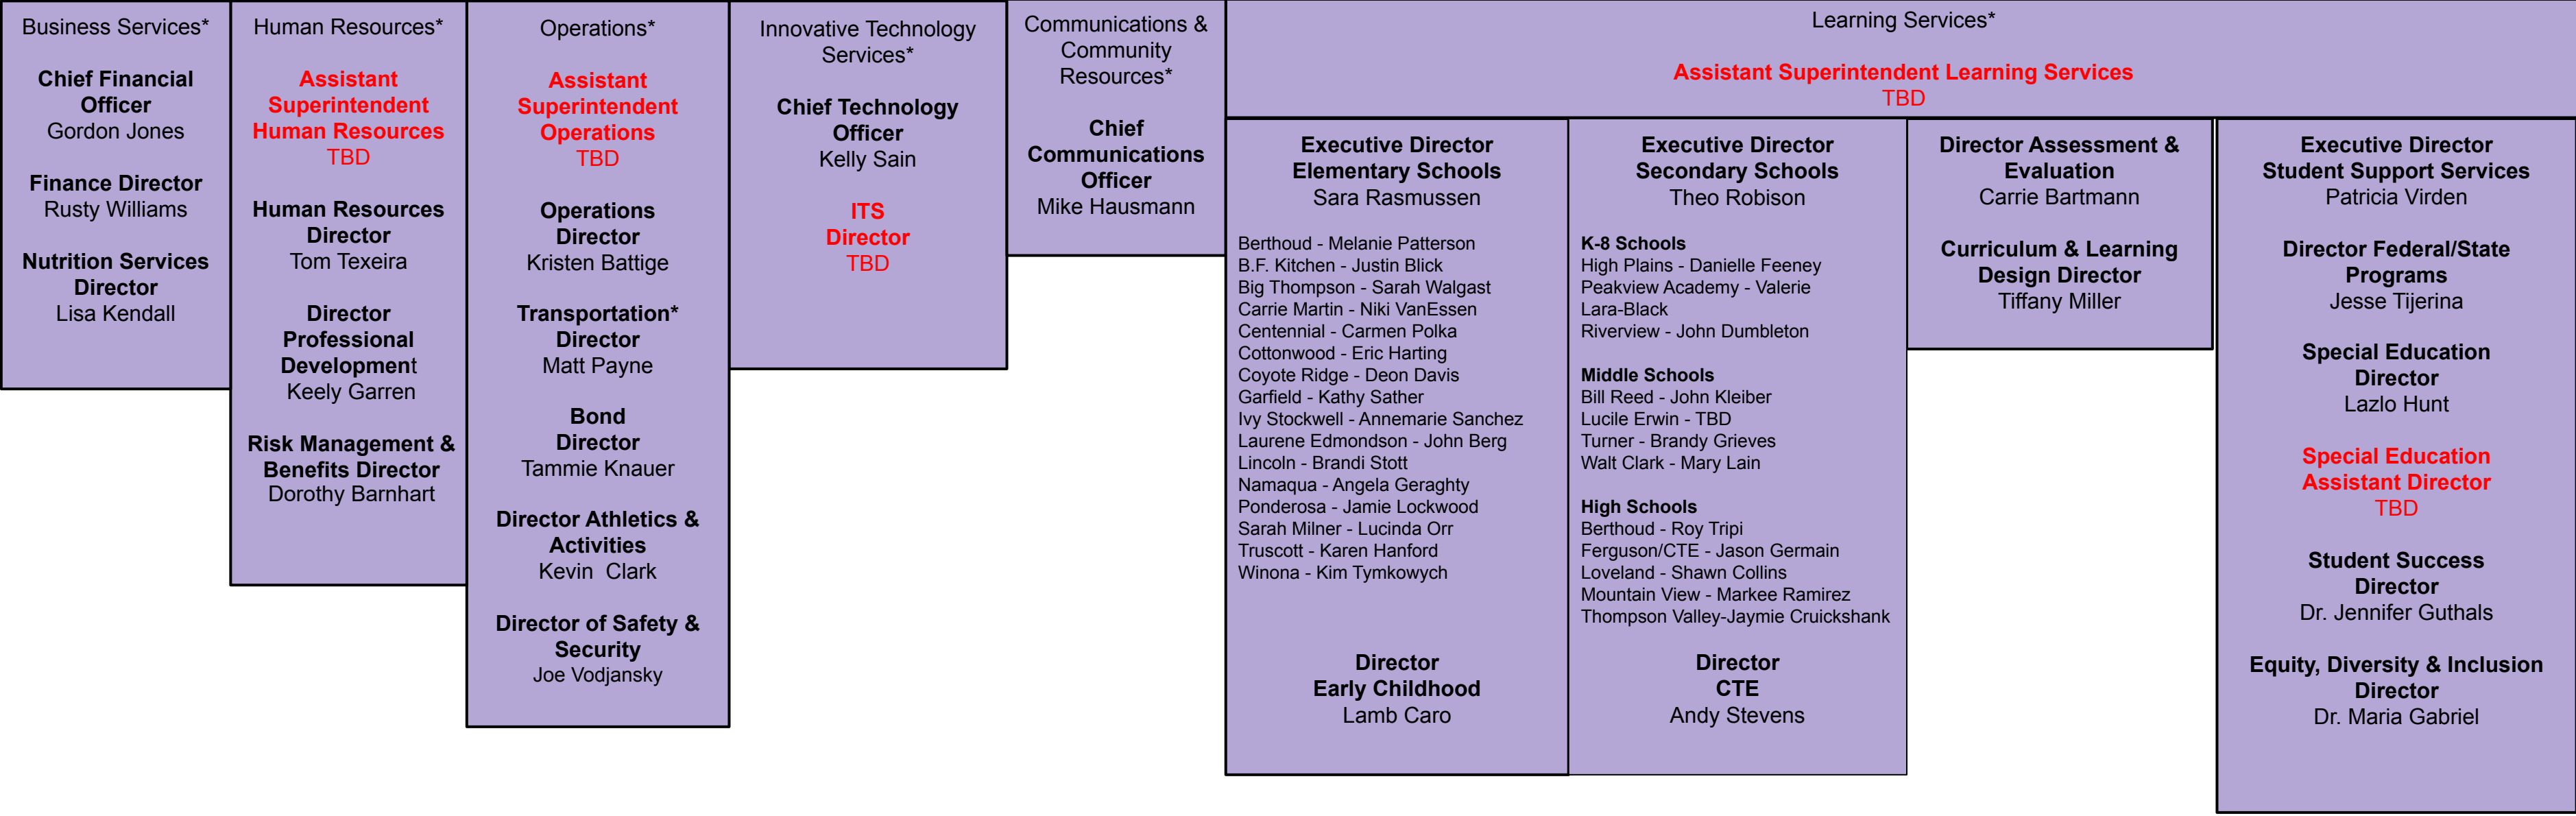 Business Services*
Chief Financial
Officer
Gordon Jones
Finance Director
Rusty Williams
Nutrition Services
Director
Lisa Kendall
Human Resources*
Assistant
Superintendent
Human Resources
TBD
Human Resources
Director
Tom Texeira
Director
Professional
Development
Keely Garren
Risk Management &
Benefits Director
Dorothy Barnhart
Operations*
Assistant
Superintendent
Operations
TBD
Operations
Director
Kristen Battige
Transportation*
Director
Matt Payne
Bond
Director
Tammie Knauer
Director Athletics &
Activities
Kevin  Clark
Director of Safety &
Security
Joe Vodjansky
Innovative Technology
Services*
Chief Technology
Officer
Kelly Sain
ITS
Director
TBD
Communications &
Community
Resources*
Chief
Communications
Officer
Mike Hausmann
Learning Services*
Assistant Superintendent Learning Services
TBD
Executive Director
Elementary Schools
Sara Rasmussen
Berthoud - Melanie Patterson
B.F. Kitchen - Justin Blick
Big Thompson - Sarah Walgast
Carrie Martin - Niki VanEssen
Centennial - Carmen Polka
Cottonwood - Eric Harting
Coyote Ridge - Deon Davis
Garfield - Kathy Sather
Ivy Stockwell - Annemarie Sanchez
Laurene Edmondson - John Berg
Lincoln - Brandi Stott
Namaqua - Angela Geraghty
Ponderosa - Jamie Lockwood
Sarah Milner - Lucinda Orr
Truscott - Karen Hanford
Winona - Kim Tymkowych
Director
Early Childhood
Lamb Caro
Executive Director
Secondary Schools
Theo Robison
K-8 Schools
High Plains - Danielle Feeney
Peakview Academy - Valerie
Lara-Black
Riverview - John Dumbleton
Middle Schools
Bill Reed - John Kleiber
Lucile Erwin - TBD
Turner - Brandy Grieves
Walt Clark - Mary Lain
High Schools
Berthoud - Roy Tripi
Ferguson/CTE - Jason Germain
Loveland - Shawn Collins
Mountain View - Markee Ramirez
Thompson Valley-Jaymie Cruickshank
Director
CTE
Andy Stevens
Director Assessment &
Evaluation
Carrie Bartmann
Curriculum & Learning
Design Director
Tiffany Miller
Executive Director
Student Support Services
Patricia Virden
Director Federal/State
Programs
Jesse Tijerina
Special Education
Director
Lazlo Hunt
Special Education
Assistant Director
TBD
Student Success
Director
Dr. Jennifer Guthals
Equity, Diversity & Inclusion
Director
Dr. Maria Gabriel